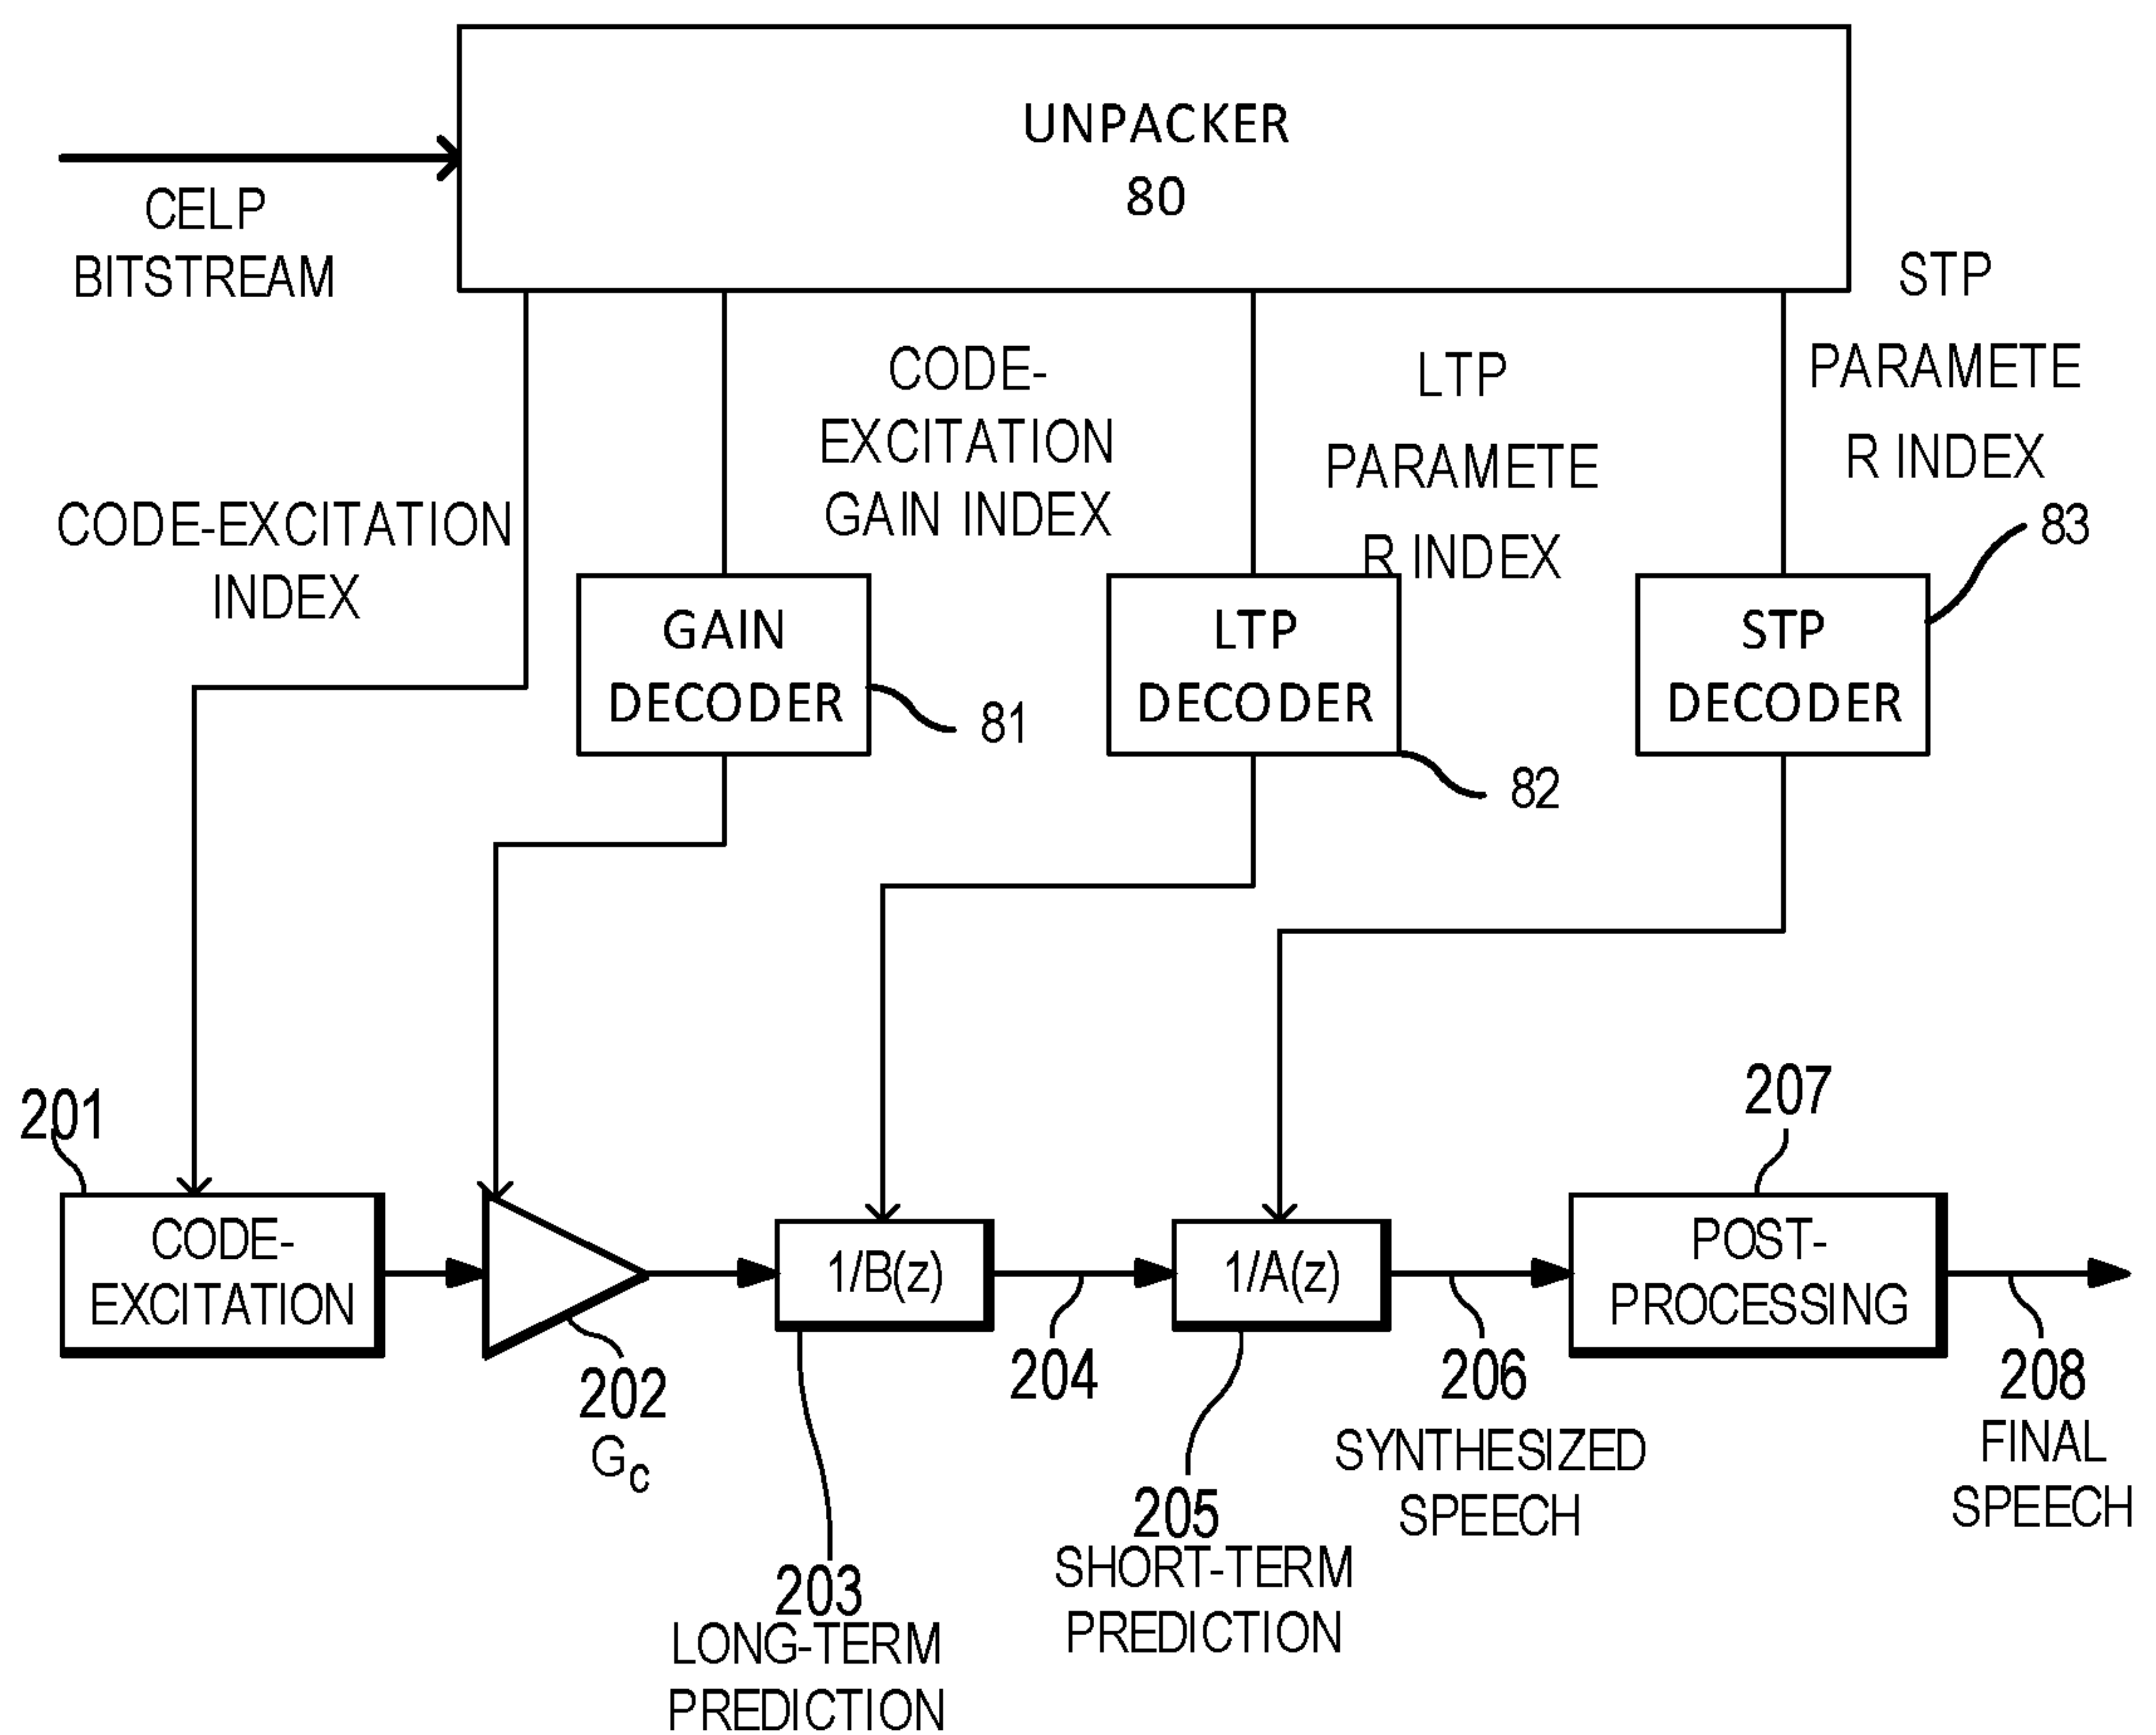 UNPACKER
80
CELP
BITSTREAM
STP
PARAMETE
R INDEX
CODE-
EXCITATION
GAIN INDEX
LTP
PARAMETE
R INDEX
CODE-EXCITATION
INDEX
83
GAIN
DECODER
81
LTP
DECODER
82
STP
DECODER
201
CODE-
EXCITATION
202
Gc
1/B(z)
203
LONG-TERM
PREDICTION
204
1/A(z)
205
SHORT-TERM
PREDICTION
206
SYNTHESIZED
SPEECH
207
POST-
PROCESSING
208
FINAL
SPEECH